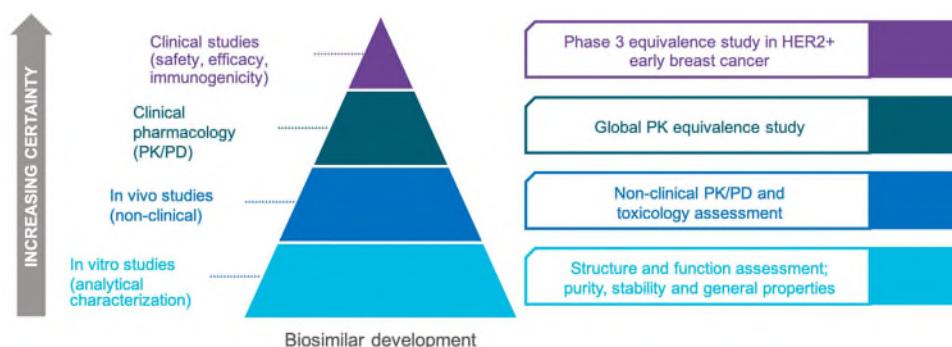 INCREASING CERTAINTY
Clinical studies
(safety, efficacy,
immunogenicity)
Phase 3 equivalence study in HER2+
early breast cancer
Clinical
pharmacology
(PK/PD)
Global PK equivalence study
In vivo studies
(non-clinical)
Non-clinical PK/PD and
toxicology assessment
In vitro studies
(analytical
characterization)
Structure and function assessment;
purity, stability and general properties
Biosimilar development